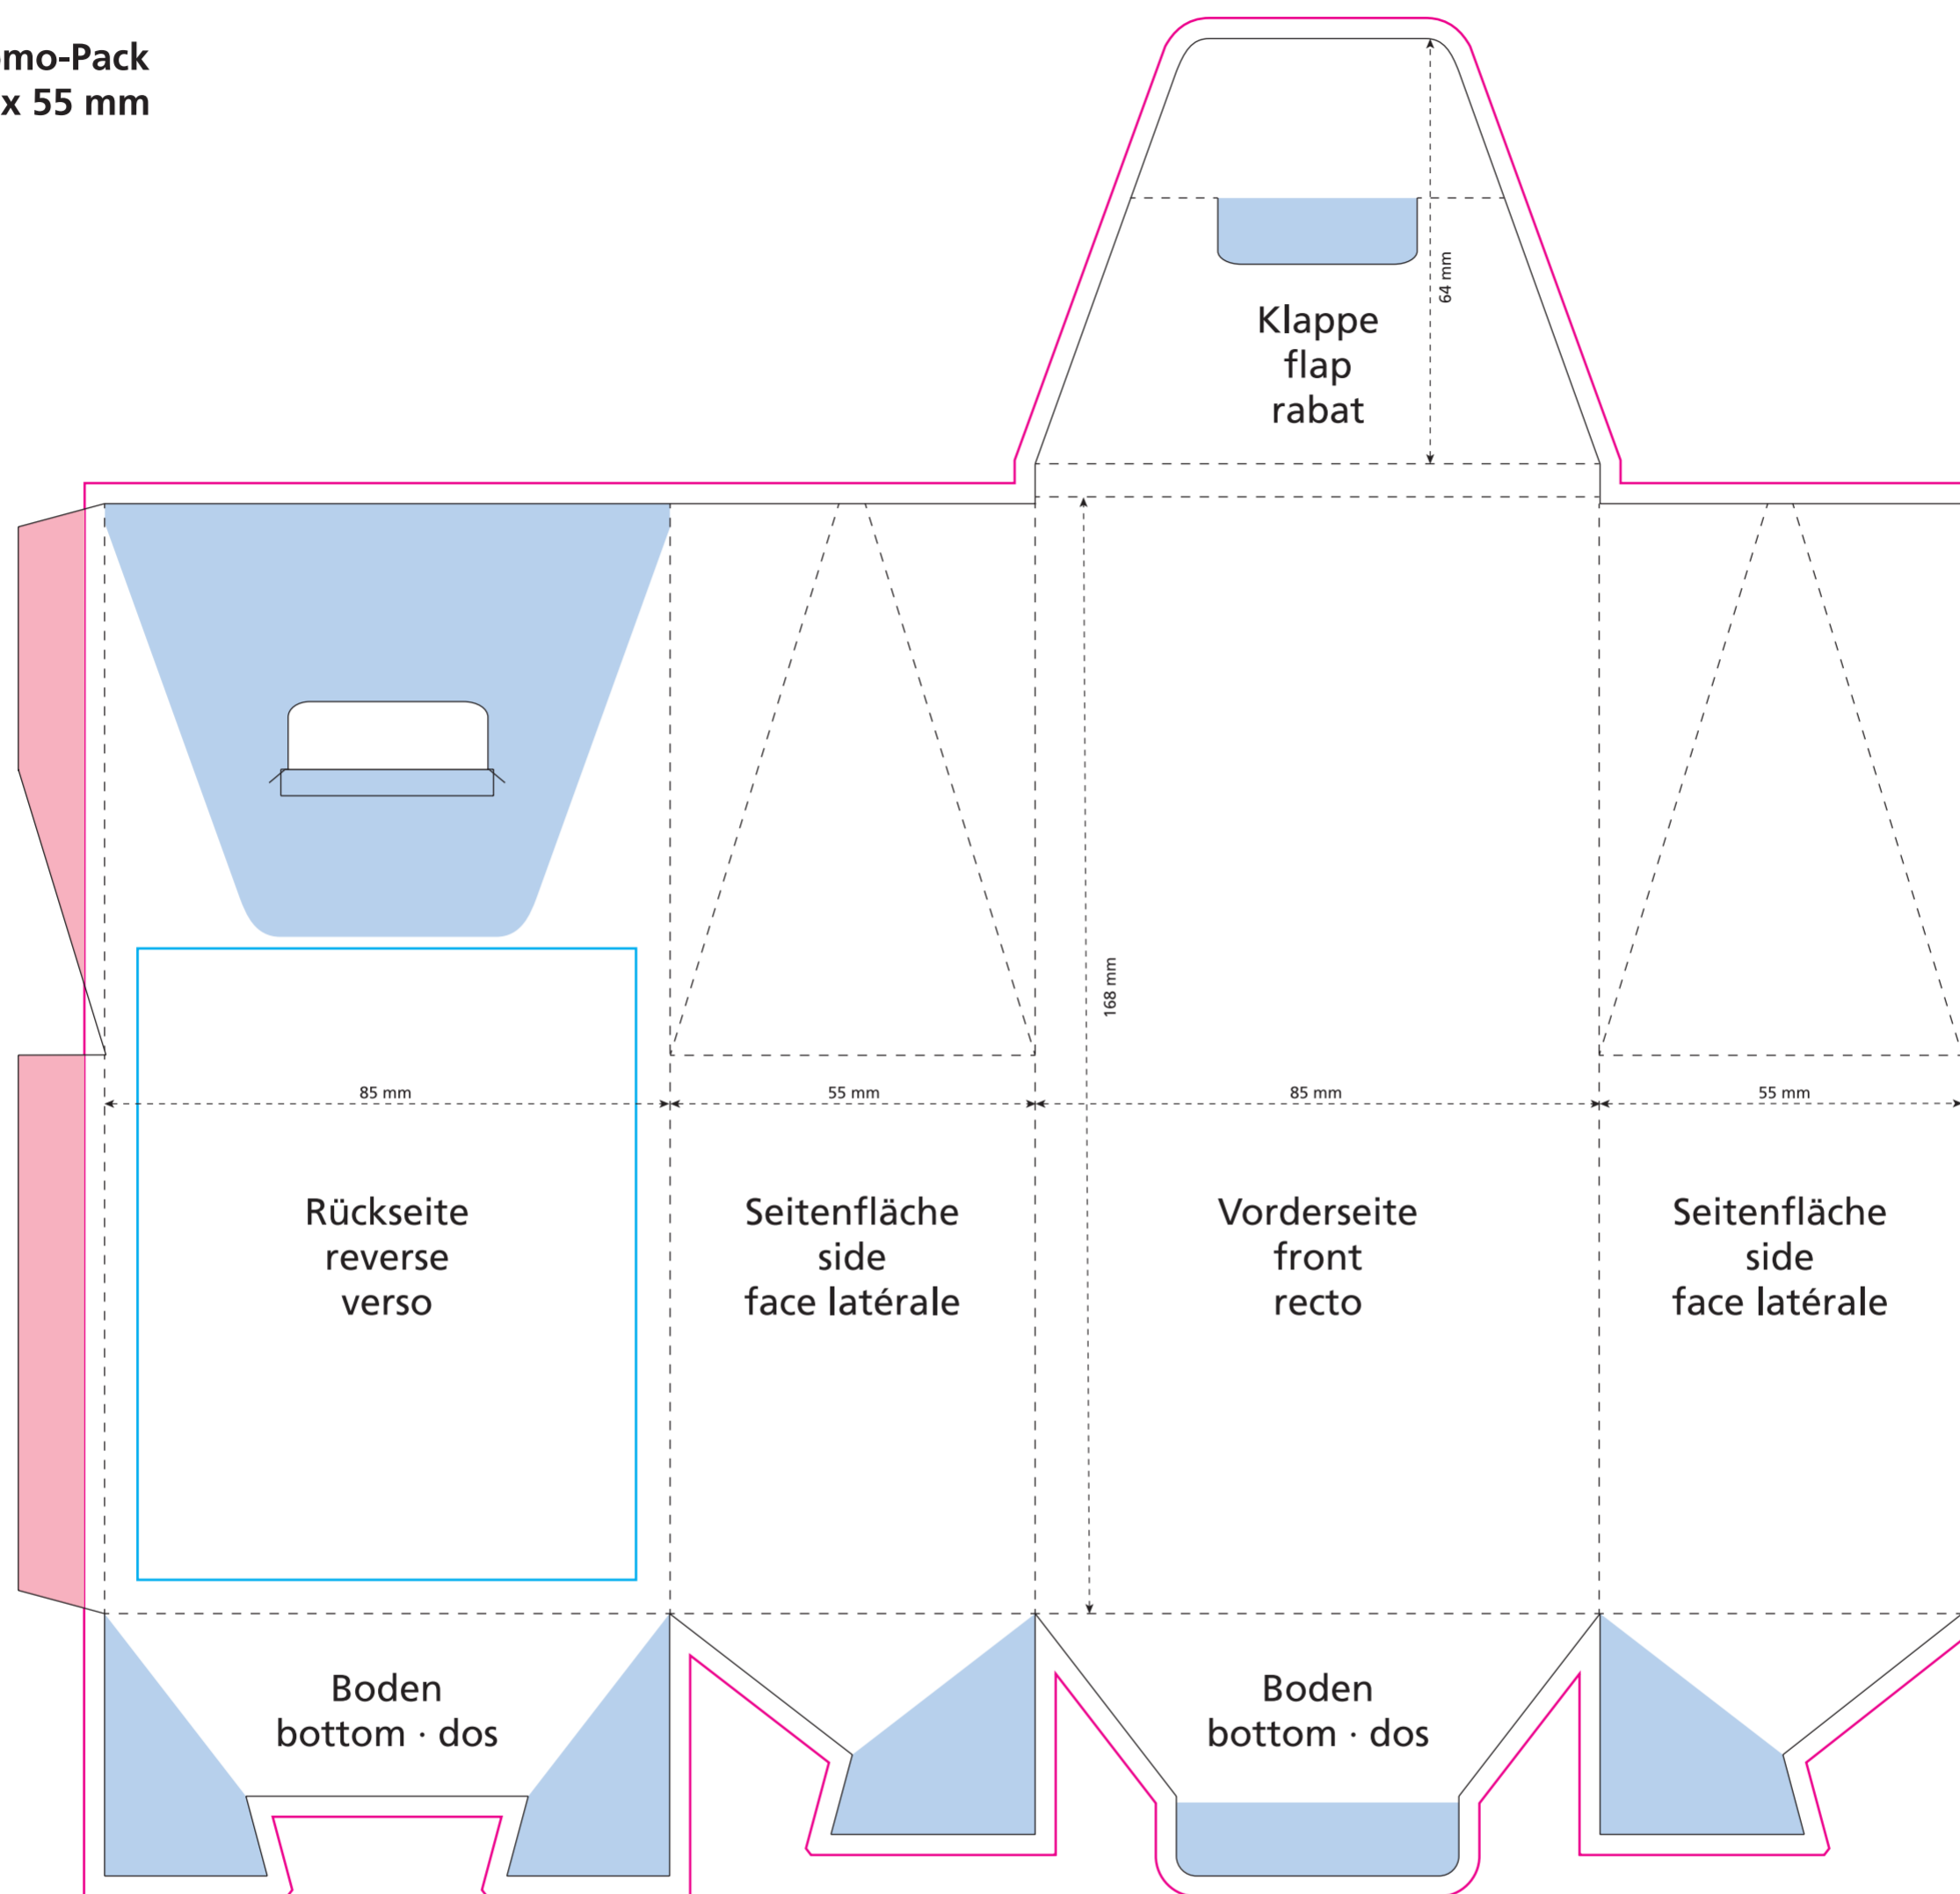 mo-Pack
x 55 mm
64 mm
Klappe
flap
rabat
168 mm
85 mm
55 mm
85 mm
55 mm
Rückseite
reverse
verso
Seitenfläche
side
face latérale
Vorderseite
front
recto
Seitenfläche
side
face latérale
Boden
bottom · dos
Boden
bottom · dos